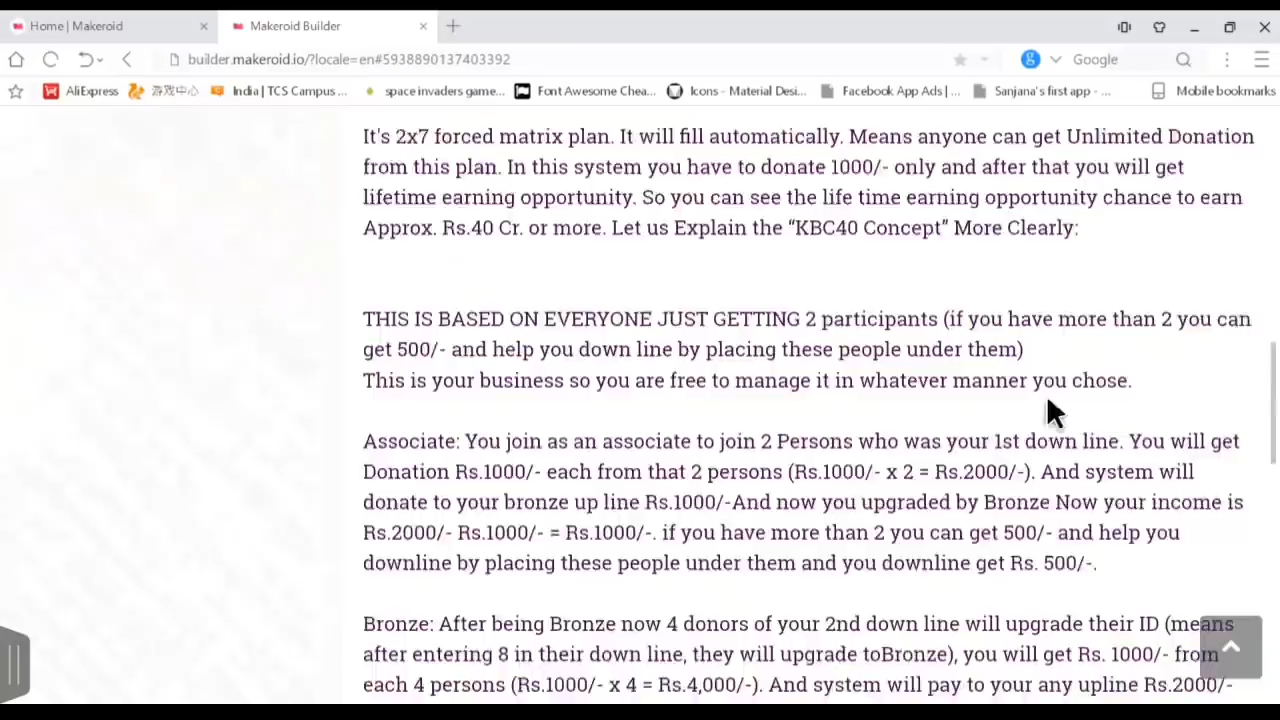 Home | Makeroid
Makeroid Builder
builder.makeroid.io/?locale=en#5938890137403392
Google
AliExpress
游戏中心
India | TCS Campus ...
space invaders game...
Font Awesome Chea...
Icons - Material Desi...
Facebook App Ads | ...
Sanjana's first app - ...
Mobile bookmarks
It's 2x7 forced matrix plan. It will fill automatically. Means anyone can get Unlimited Donation
from this plan. In this system you have to donate 1000/- only and after that you will get
lifetime earning opportunity. So you can see the life time earning opportunity chance to earn
Approx. Rs.40 Cr. or more. Let us Explain the “KBC40 Concept” More Clearly:
THIS IS BASED ON EVERYONE JUST GETTING 2 participants (if you have more than 2 you can
get 500/- and help you down line by placing these people under them)
This is your business so you are free to manage it in whatever manner you chose.
Associate: You join as an associate to join 2 Persons who was your 1st down line. You will get
Donation Rs.1000/- each from that 2 persons (Rs.1000/- x 2 = Rs.2000/-). And system will
donate to your bronze up line Rs.1000/-And now you upgraded by Bronze Now your income is
Rs.2000/- Rs.1000/- = Rs.1000/-. if you have more than 2 you can get 500/- and help you
downline by placing these people under them and you downline get Rs. 500/-.
Bronze: After being Bronze now 4 donors of your 2nd down line will upgrade their ID (means
after entering 8 in their down line, they will upgrade toBronze), you will get Rs. 1000/- from
each 4 persons (Rs.1000/- x 4 = Rs.4,000/-). And system will pay to your any upline Rs.2000/-